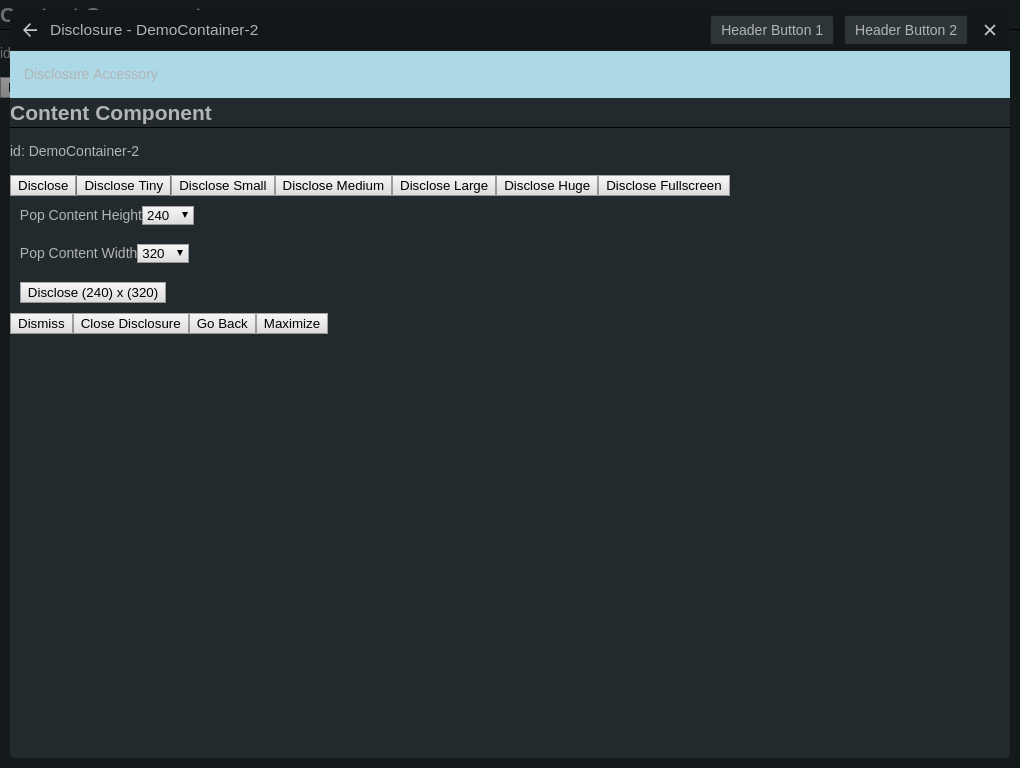 Disclosure - DemoContainer-2 Header Button 1 Header Button 2
Disclosure Accessory
Content Component
id: DemoContainer-2
Disclose Disclose Tiny Disclose Small Disclose Medium Disclose Large Disclose Huge Disclose Fullscreen
Pop Content Height 240
Pop Content Width 320
Disclose (240) x (320)
Dismiss Close Disclosure Go Back Maximize